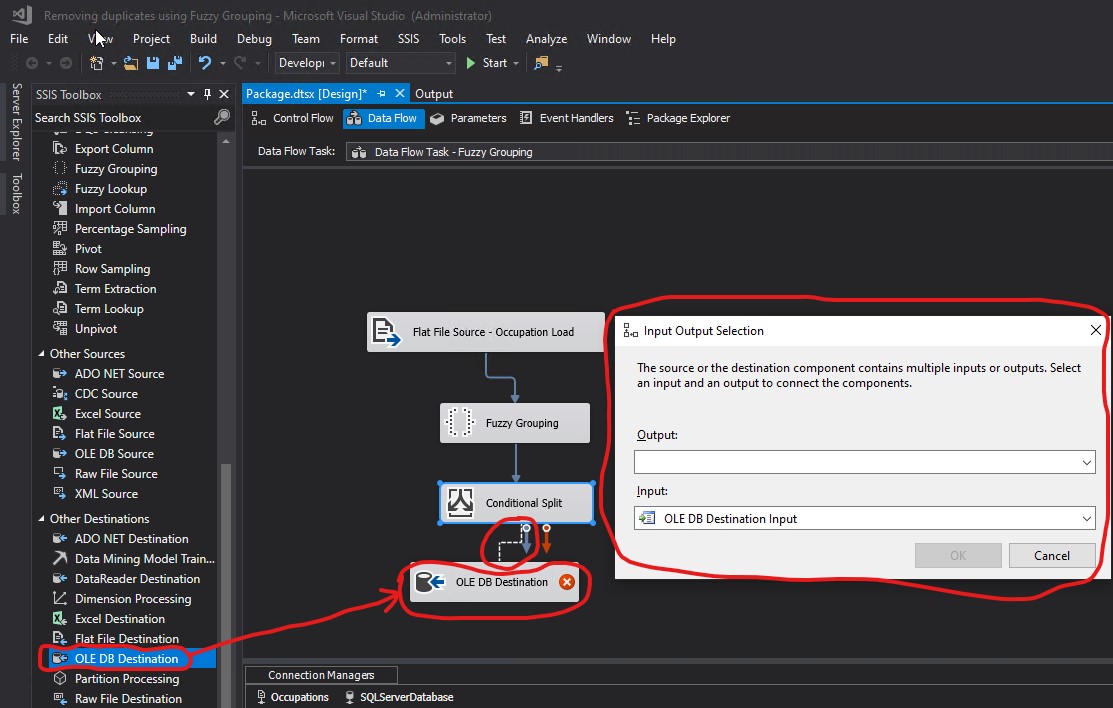 Removing duplicates using Fuzzy Grouping - Microsoft Visual Studio (Administrator)
File Edit View Project Build Debug Team Format SSIS Tools Test Analyze Window Help
Developi Default Start
Server Explorer
Toolbox
SSIS Toolbox
Search SSIS Toolbox
Export Column
Fuzzy Grouping
Fuzzy Lookup
Import Column
Percentage Sampling
Pivot
Row Sampling
Term Extraction
Term Lookup
Unpivot
Other Sources
ADO NET Source
CDC Source
Excel Source
Flat File Source
OLE DB Source
Raw File Source
XML Source
Other Destinations
ADO NET Destination
Data Mining Model Train...
DataReader Destination
Dimension Processing
Excel Destination
Flat File Destination
OLE DB Destination
Partition Processing
Raw File Destination
Package.dtsx [Design]* Output
Control Flow Data Flow Parameters Event Handlers Package Explorer
Data Flow Task: Data Flow Task - Fuzzy Grouping
Flat File Source - Occupation Load
Fuzzy Grouping
Conditional Split
OLE DB Destination
Input Output Selection
The source or the destination component contains multiple inputs or outputs. Select
an input and an output to connect the components.
Output:
Input:
OLE DB Destination Input
OK Cancel
Connection Managers
Occupations SQLServerDatabase